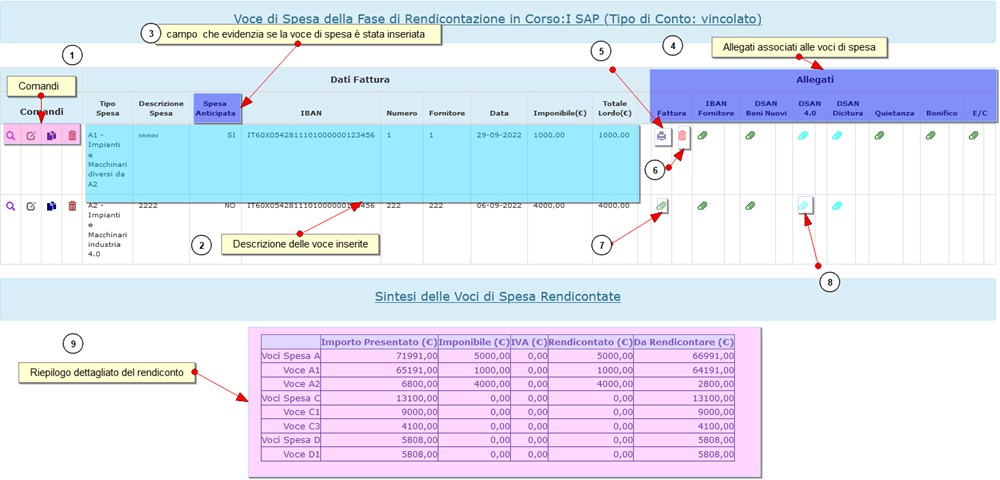 Voce di Spesa della Fase di Rendicontazione in Corso:I SAP (Tipo di Conto: vincolato)
3 campo che evidenzia se la voce di spesa è stata inseriata
1
5
4
Allegati associati alle voci di spesa
Comandi
Dati Fattura
Allegati
Comandi
Tipo Spesa
Descrizione Spesa
Spesa Anticipata
IBAN
Numero
Fornitore
Data
Imponibile(€)
Totale Lordo(€)
Fattura
IBAN Fornitore
DSAN Beni Nuovi
DSAN 4.0
DSAN Dicitura
Quietanza
Bonifico
E/C
A1 - Impianti e Macchinari diversi da A2
wwww
SI
IT60X0542811101000000123456
1
1
29-09-2022
1000,00
1000,00
6
A2 - Impianti e Macchinari industria 4.0
2222
NO
IT60X0542811101000000123456
222
222
06-09-2022
4000,00
4000,00
2 Descrizione delle voce inserite
7
8
Sintesi delle Voci di Spesa Rendicontate
9
Riepilogo dettagliato del rendiconto
Importo Presentato (€) Imponibile (€) IVA (€) Rendicontato (€) Da Rendicontare (€)
Voci Spesa A 71991,00 5000,00 0,00 5000,00 66991,00
Voce A1 65191,00 1000,00 0,00 1000,00 64191,00
Voce A2 6800,00 4000,00 0,00 4000,00 2800,00
Voci Spesa C 13100,00 0,00 0,00 0,00 13100,00
Voce C1 9000,00 0,00 0,00 0,00 9000,00
Voce C3 4100,00 0,00 0,00 0,00 4100,00
Voci Spesa D 5808,00 0,00 0,00 0,00 5808,00
Voce D1 5808,00 0,00 0,00 0,00 5808,00